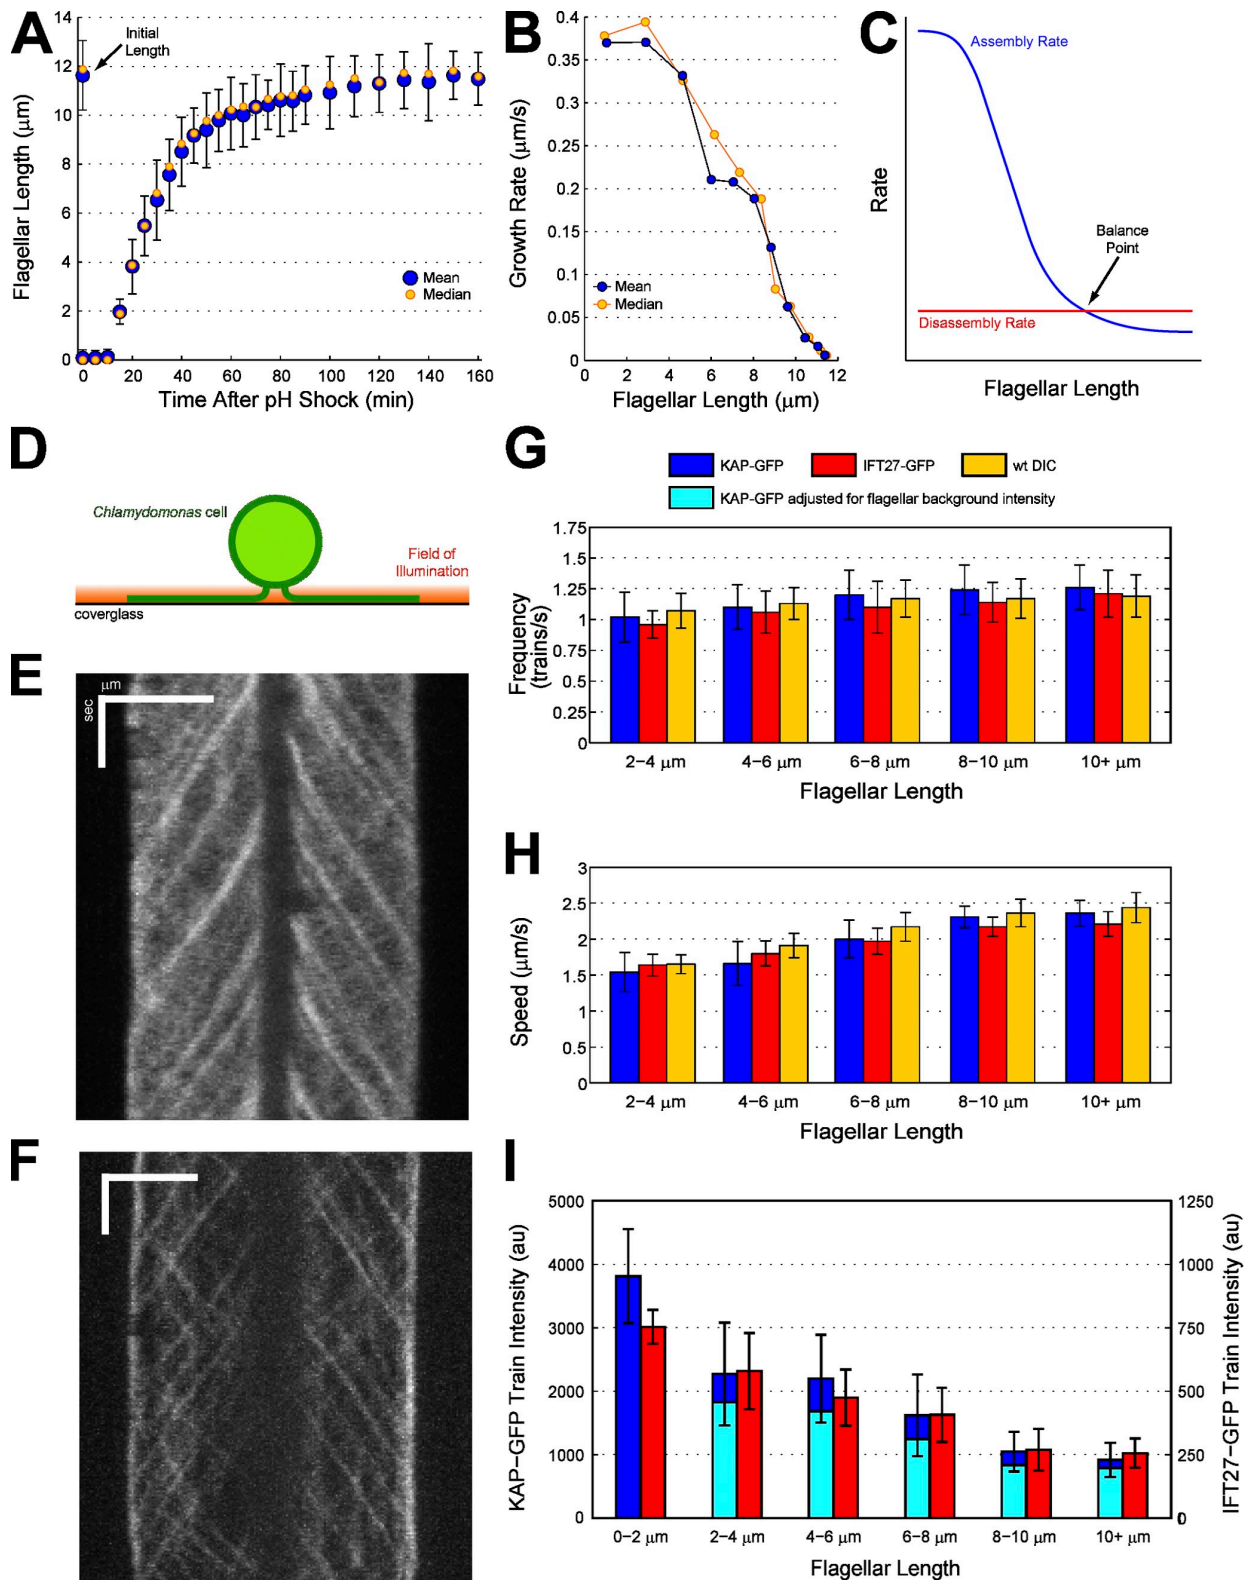 A
Flagellar Length (μm)
14
12
10
8
6
4
2
0
Initial
Length
Mean
Median
0 20 40 60 80 100 120 140 160
Time After pH Shock (min)
B
Growth Rate (μm/s)
0.4
0.35
0.3
0.25
0.2
0.15
0.1
0.05
0
Mean
Median
0 2 4 6 8 10 12
Flagellar Length (μm)
C
Rate
Assembly Rate
Balance
Point
Disassembly Rate
Flagellar Length
D
Chlamydomonas cell
Field of
Illumination
coverglass
E
μm
sec
F
G
KAP-GFP IFT27-GFP wt DIC
KAP-GFP adjusted for flagellar background intensity
Frequency
(trains/s)
1.75
1.5
1.25
1
0.75
0.5
0.25
0
2-4 μm 4-6 μm 6-8 μm 8-10 μm 10+ μm
Flagellar Length
H
Speed (μm/s)
3
2.5
2
1.5
1
0.5
0
2-4 μm 4-6 μm 6-8 μm 8-10 μm 10+ μm
Flagellar Length
I
KAP-GFP Train Intensity (au)
5000
4000
3000
2000
1000
0
1250
1000
750
500
250
0
IFT27-GFP Train Intensity (au)
0-2 μm 2-4 μm 4-6 μm 6-8 μm 8-10 μm 10+ μm
Flagellar Length